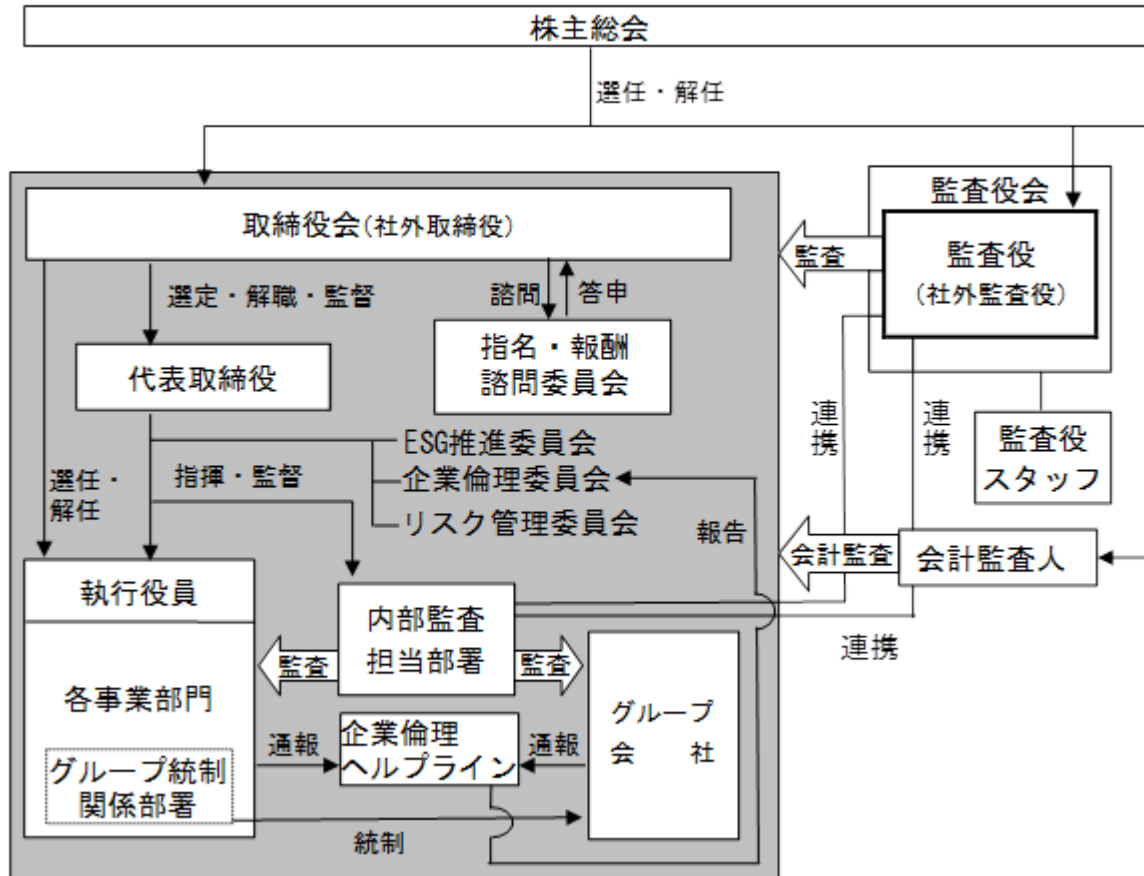 株主総会
選任・解任
取締役会(社外取締役)
監査役会
監査役
(社外監査役)
監査
選定・解職・監督
諮問
答申
代表取締役
指名・報酬
諮問委員会
連携
連携
監査役
スタッフ
ESG推進委員会
企業倫理委員会
リスク管理委員会
選任・
解任
指揮・監督
報告
会計監査
会計監査人
執行役員
内部監査
担当部署
監査
監査
連携
各事業部門
グループ
会 社
通報
企業倫理
ヘルプライン
通報
グループ統制
関係部署
統制